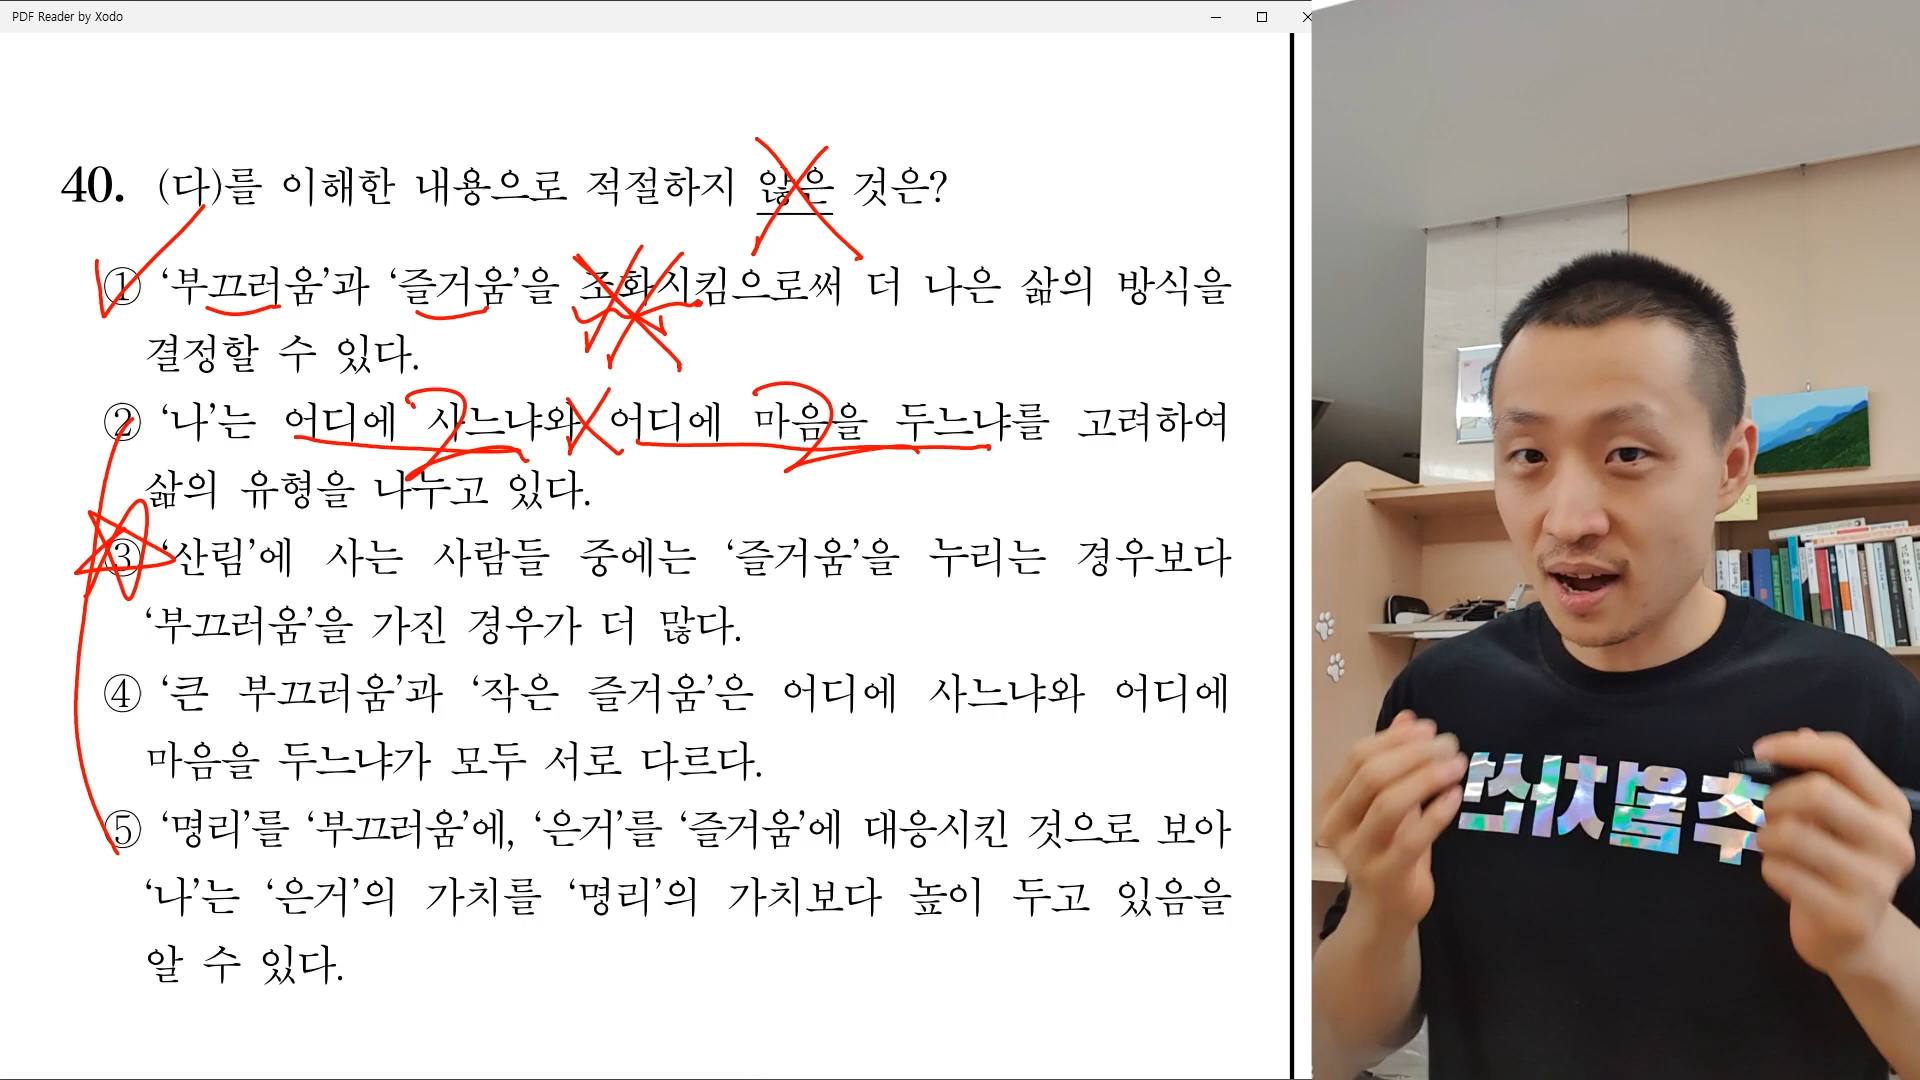 PDF Reader by Xodo
40. (다)를 이해한 내용으로 적절하지 않은 것은?
① ‘부끄러움’과 ‘즐거움’을 조화시킴으로써 더 나은 삶의 방식을
결정할 수 있다.
② ‘나’는 어디에 사느냐와 어디에 마음을 두느냐를 고려하여
삶의 유형을 나누고 있다.
③ ‘산림’에 사는 사람들 중에는 ‘즐거움’을 누리는 경우보다
‘부끄러움’을 가진 경우가 더 많다.
④ ‘큰 부끄러움’과 ‘작은 즐거움’은 어디에 사느냐와 어디에
마음을 두느냐가 모두 서로 다르다.
⑤ ‘명리’를 ‘부끄러움’에, ‘은거’를 ‘즐거움’에 대응시킨 것으로 보아
‘나’는 ‘은거’의 가치를 ‘명리’의 가치보다 높이 두고 있음을
알 수 있다.
2 × 2